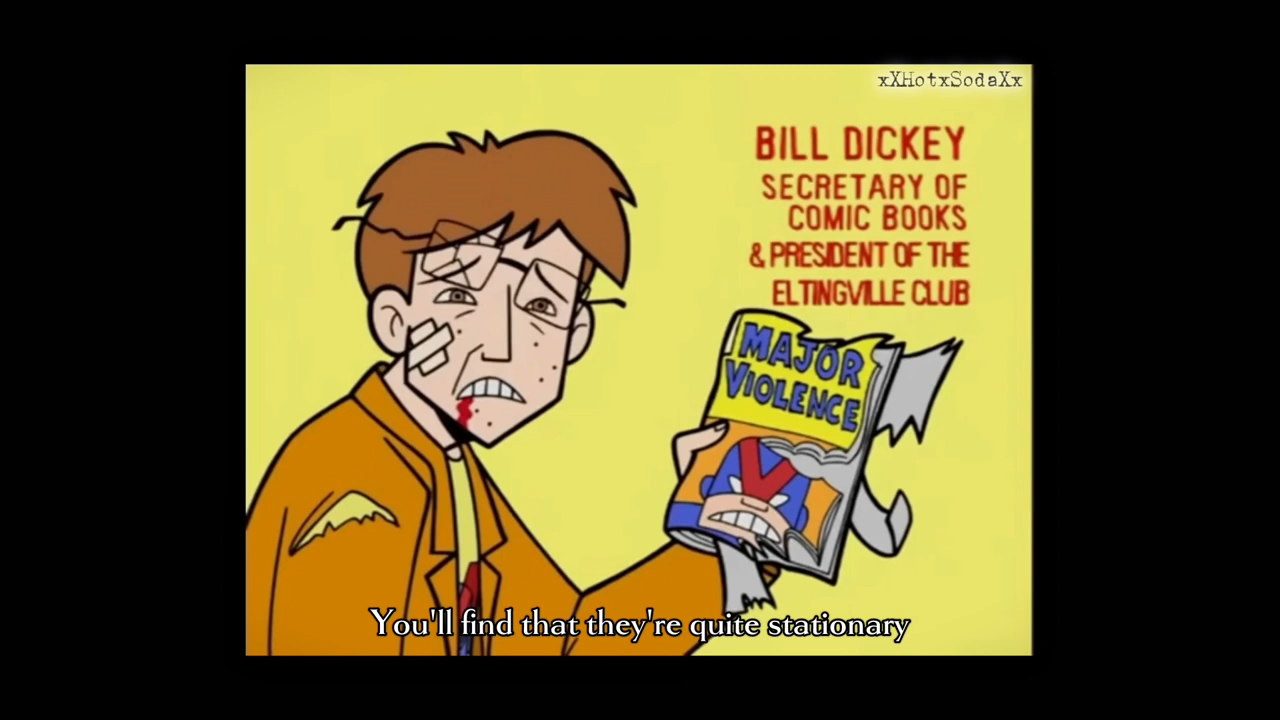 xXHotxSodaXx
BILL DICKEY
SECRETARY OF
COMIC BOOKS
& PRESIDENT OF THE
ELTINGVILLE CLUB
MAJOR
VIOLENCE
You'll find that they're quite stationary